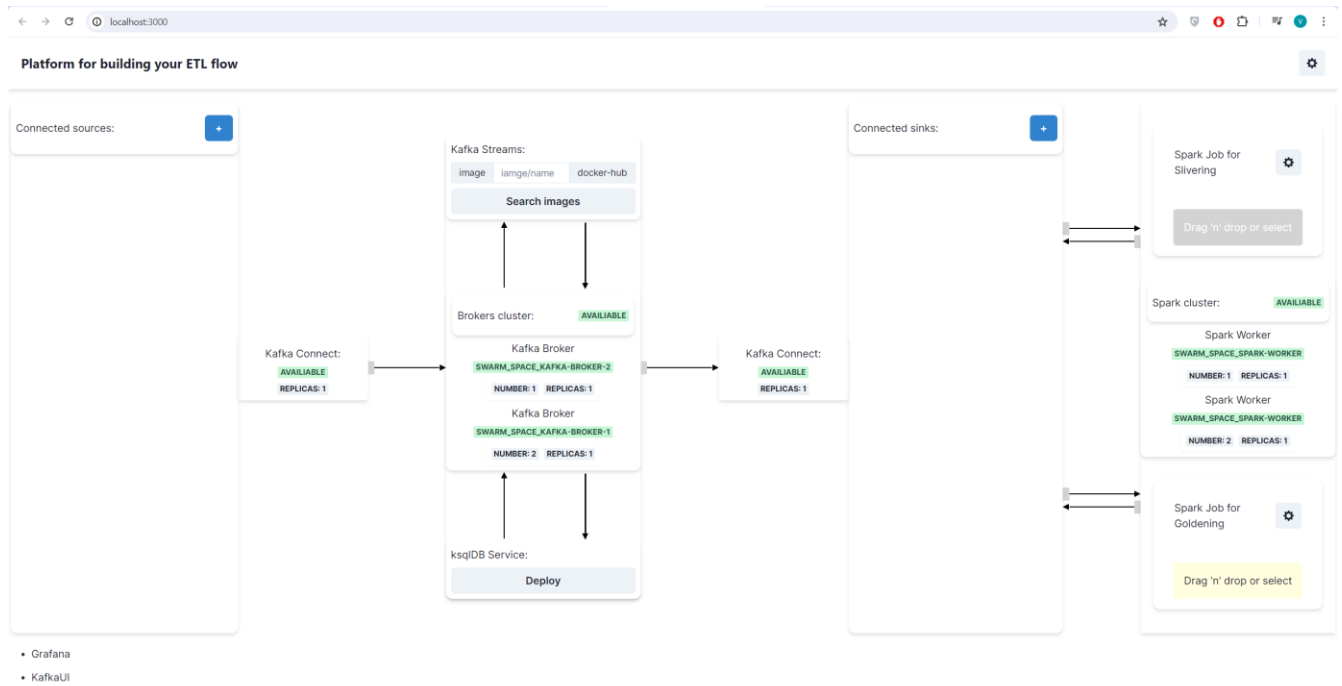 localhost:3000
V
Platform for building your ETL flow
Connected sources:
+
Kafka Streams:
image
iamge/name
docker-hub
Search images
Connected sinks:
+
Spark Job for
Slivering
Drag 'n' drop or select
Brokers cluster:
AVAILIABLE
Kafka Broker
SWARM_SPACE_KAFKA-BROKER-2
NUMBER: 1 REPLICAS: 1
Kafka Broker
SWARM_SPACE_KAFKA-BROKER-1
NUMBER: 2 REPLICAS: 1
Kafka Connect:
AVAILIABLE
REPLICAS: 1
Kafka Connect:
AVAILIABLE
REPLICAS: 1
Spark cluster:
AVAILIABLE
Spark Worker
SWARM_SPACE_SPARK-WORKER
NUMBER: 1 REPLICAS: 1
Spark Worker
SWARM_SPACE_SPARK-WORKER
NUMBER: 2 REPLICAS: 1
ksqlDB Service:
Deploy
Spark Job for
Goldening
Drag 'n' drop or select
• Grafana
• KafkaUI